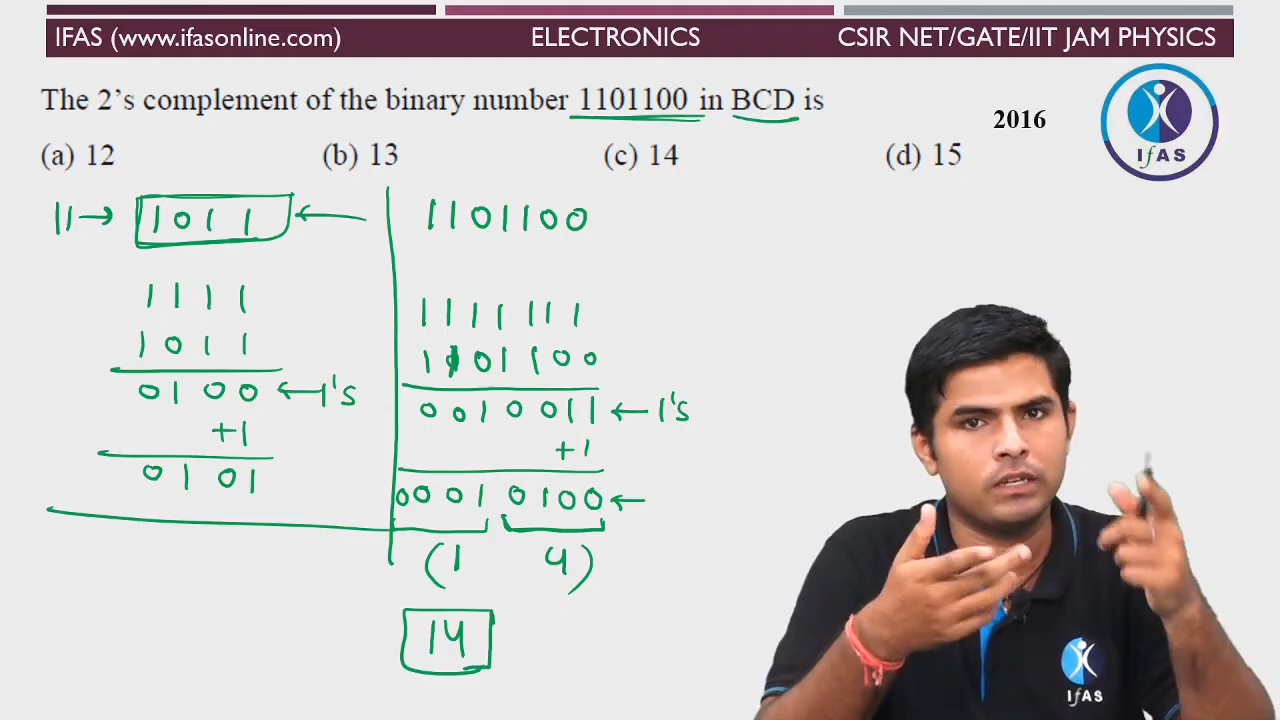 IFAS (www.ifasonline.com) ELECTRONICS CSIR NET/GATE/IIT JAM PHYSICS
The 2's complement of the binary number 1101100 in BCD is
2016
IfAS
(a) 12 (b) 13 (c) 14 (d) 15
11 → 1011 ←
1111
1011
0100 ← 1's
+1
0101
1101100
1111111
1101100
0010011 ← 1's
+1
0001 0100 ←
(1 4)
14
IfAS